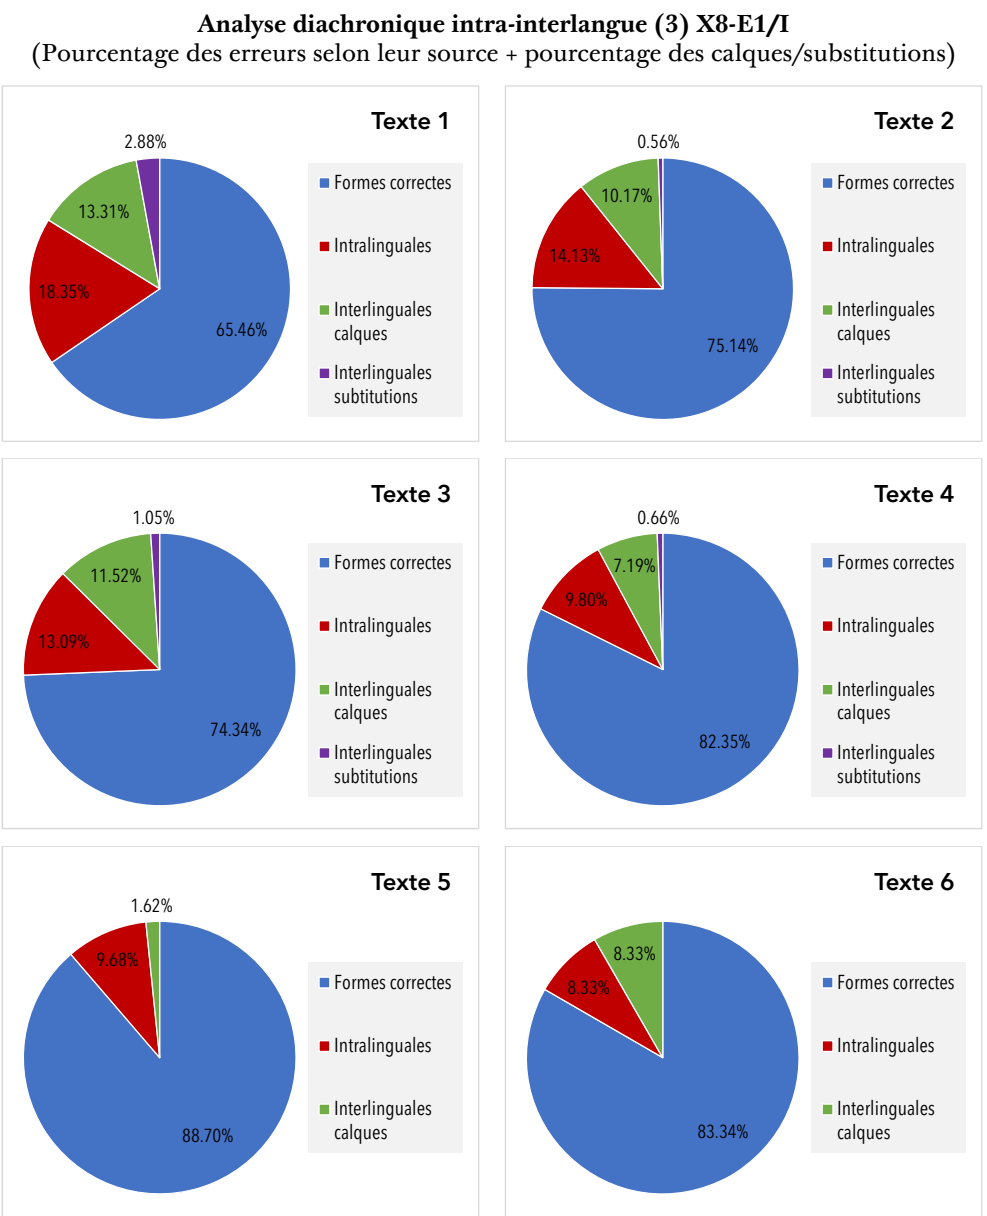 Analyse diachronique intra-interlangue (3) X8-E1/I
(Pourcentage des erreurs selon leur source + pourcentage des calques/substitutions)
Texte 1
2.88%
13.31%
18.35%
65.46%
Formes correctes
Intralinguales
Interlinguales
calques
Interlinguales
subtitutions
Texte 2
0.56%
10.17%
14.13%
75.14%
Formes correctes
Intralinguales
Interlinguales
calques
Interlinguales
subtitutions
Texte 3
1.05%
11.52%
13.09%
74.34%
Formes correctes
Intralinguales
Interlinguales
calques
Interlinguales
subtitutions
Texte 4
0.66%
7.19%
9.80%
82.35%
Formes correctes
Intralinguales
Interlinguales
calques
Interlinguales
subtitutions
Texte 5
1.62%
9.68%
88.70%
Formes correctes
Intralinguales
Interlinguales
calques
Texte 6
8.33%
8.33%
83.34%
Formes correctes
Intralinguales
Interlinguales
calques